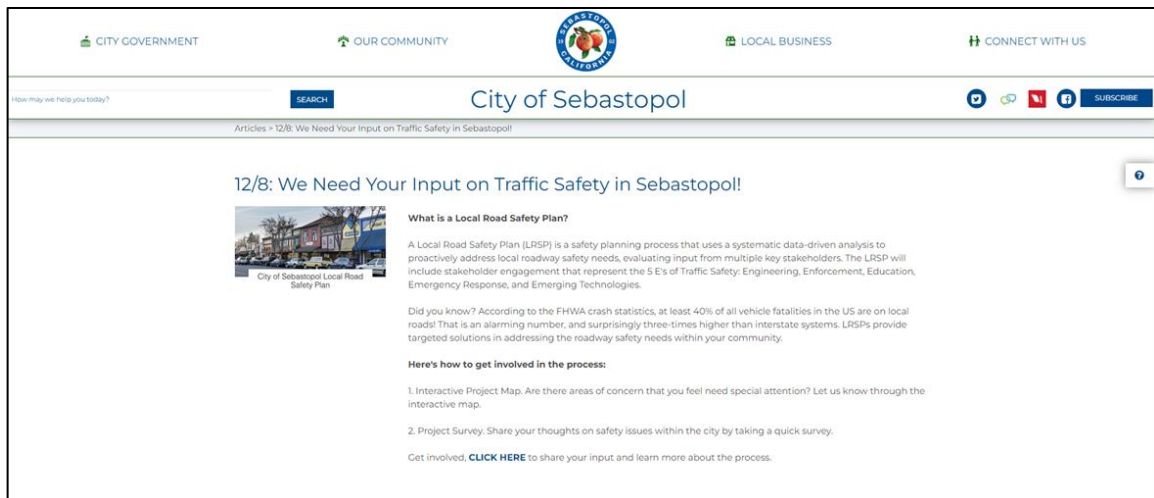 CITY GOVERNMENT
OUR COMMUNITY
SEBASTOPOL
19 02
CALIFORNIA
LOCAL BUSINESS
CONNECT WITH US
How may we help you today?
SEARCH
City of Sebastopol
SUBSCRIBE
Articles > 12/8: We Need Your Input on Traffic Safety in Sebastopol!
12/8: We Need Your Input on Traffic Safety in Sebastopol!
City of Sebastopol Local Road
Safety Plan
What is a Local Road Safety Plan?
A Local Road Safety Plan (LRSP) is a safety planning process that uses a systematic data-driven analysis to
proactively address local roadway safety needs, evaluating input from multiple key stakeholders. The LRSP will
include stakeholder engagement that represent the 5 E's of Traffic Safety: Engineering, Enforcement, Education,
Emergency Response, and Emerging Technologies.
Did you know? According to the FHWA crash statistics, at least 40% of all vehicle fatalities in the US are on local
roads! That is an alarming number, and surprisingly three-times higher than interstate systems. LRSPs provide
targeted solutions in addressing the roadway safety needs within your community.
Here's how to get involved in the process:
1. Interactive Project Map. Are there areas of concern that you feel need special attention? Let us know through the
interactive map.
2. Project Survey. Share your thoughts on safety issues within the city by taking a quick survey.
Get involved, CLICK HERE to share your input and learn more about the process.